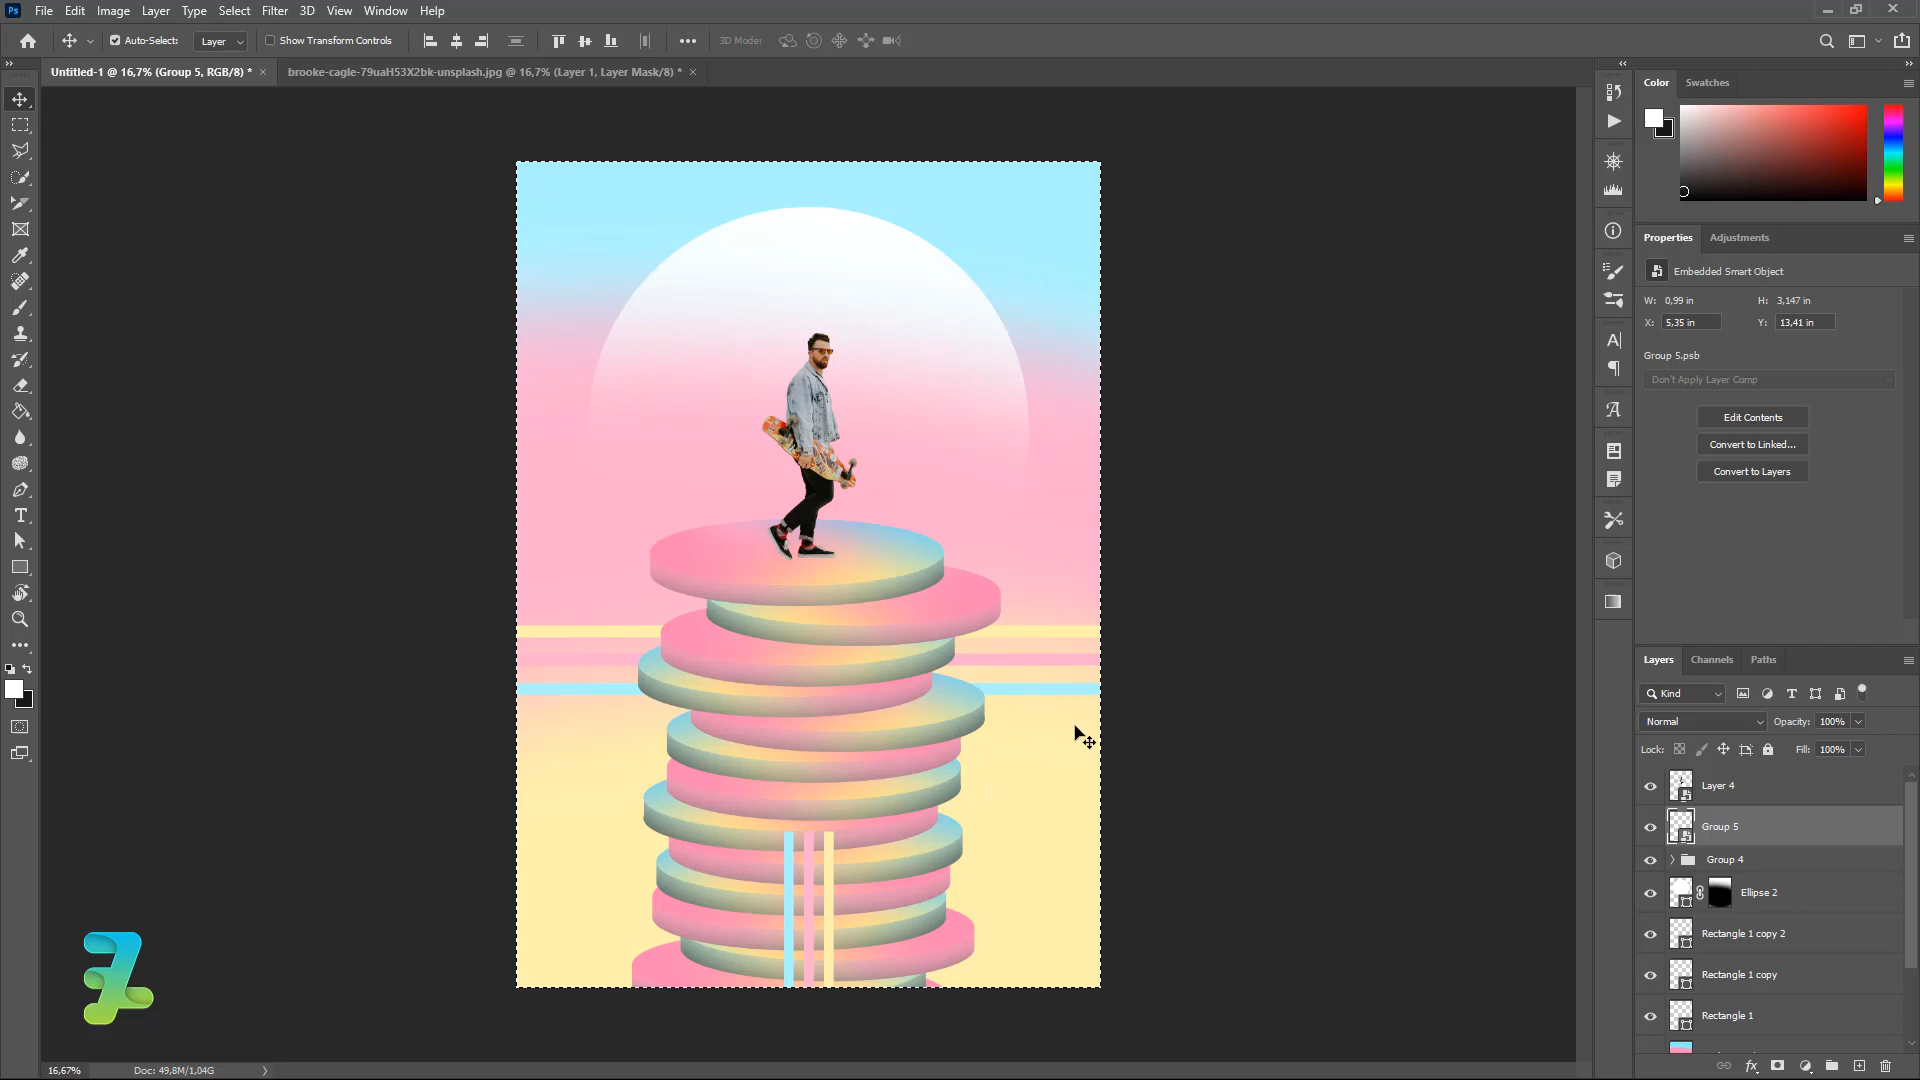 Ps File Edit Image Layer Type Select Filter 3D View Window Help
Auto-Select: Layer Show Transform Controls 3D Mode:
Untitled-1 @ 16,7% (Group 5, RGB/8) * brooke-cagle-79uaH53X2bk-unsplash.jpg @ 16,7% (Layer 1, Layer Mask/8) *
Color Swatches
Properties Adjustments
Embedded Smart Object
W: 0,99 in H: 3,147 in
X: 5,35 in Y: 13,41 in
Group 5.psb
Don't Apply Layer Comp
Edit Contents
Convert to Linked...
Convert to Layers
Layers Channels Paths
Kind
Normal Opacity: 100%
Lock: Fill: 100%
Layer 4
Group 5
Group 4
Ellipse 2
Rectangle 1 copy 2
Rectangle 1 copy
Rectangle 1
16,67% Doc: 49,8M/1,04G